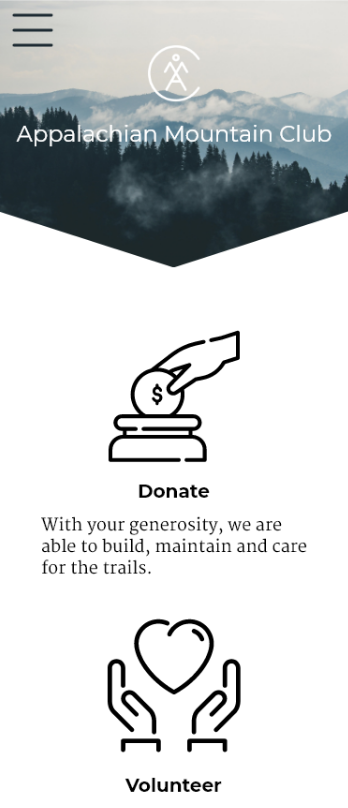 Appalachian Mountain Club
$
Donate
With your generosity, we are
able to build, maintain and care
for the trails.
Volunteer